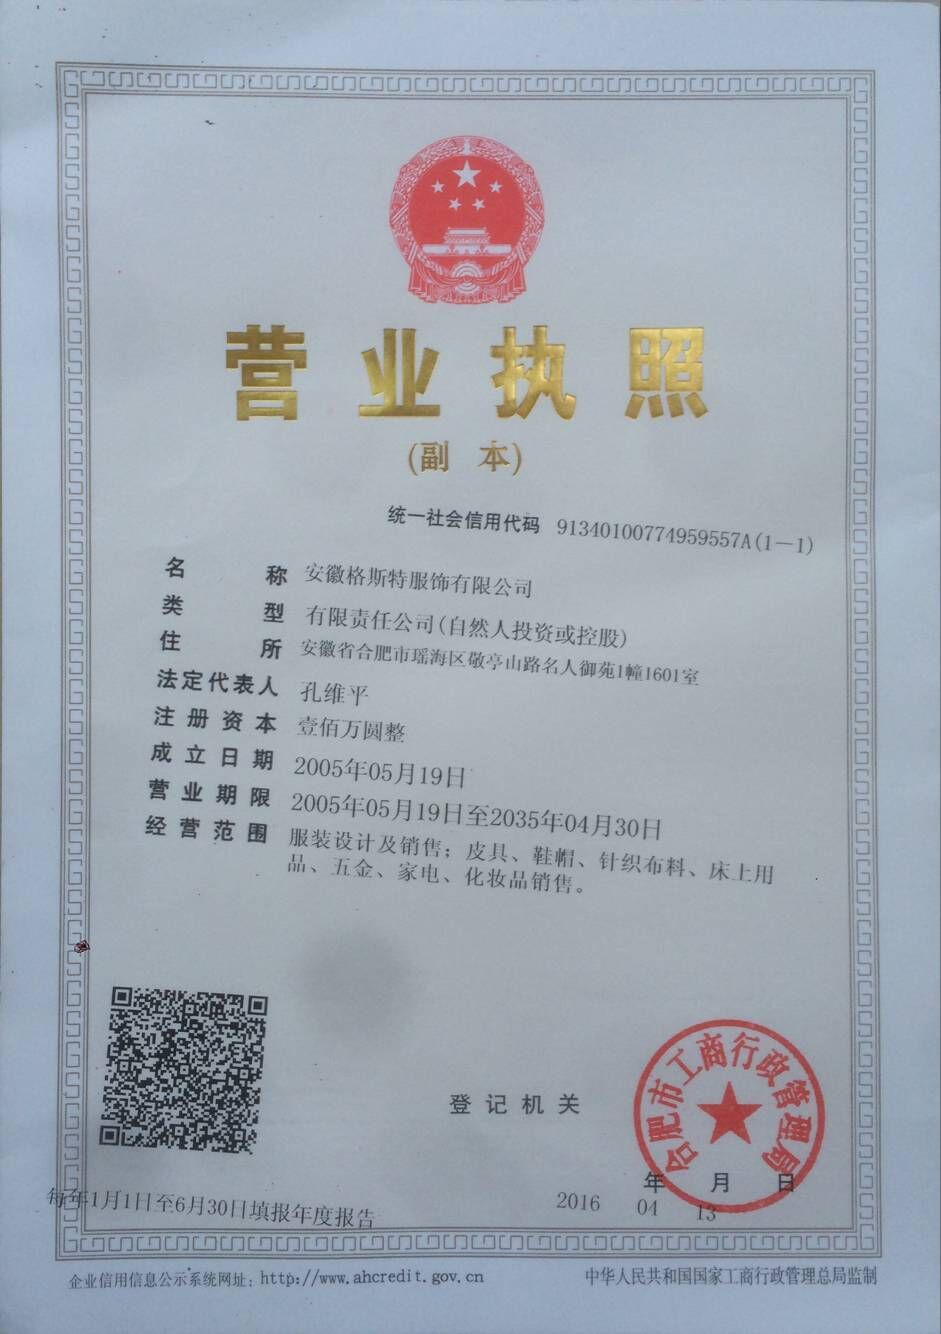 营业执照
(副 本)
统一社会信用代码 91340100774959557A(1—1)
名 称 安徽格斯特服饰有限公司
类 型 有限责任公司(自然人投资或控股)
住 所 安徽省合肥市瑶海区敬亭山路名人御苑1幢1601室
法定代表人 孔维平
注册资本 壹佰万圆整
成立日期 2005年05月19日
营业期限 2005年05月19日至2035年04月30日
经营范围 服装设计及销售；皮具、鞋帽、针织布料、床上用
品、五金、家电、化妆品销售。
登记机关
合肥市工商行政管理局
年 月 日
2016 04 13
每年1月1日至6月30日填报年度报告
企业信用信息公示系统网址：http://www.ahcredit.gov.cn
中华人民共和国国家工商行政管理总局监制